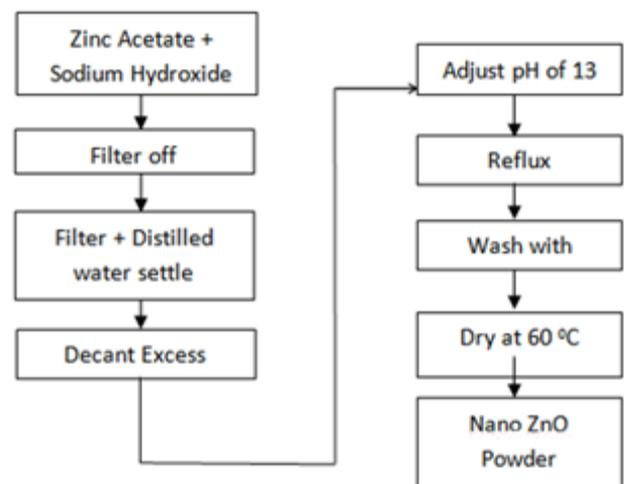 Zinc Acetate +
Sodium Hydroxide
Filter off
Filter + Distilled
water settle
Decant Excess
Adjust pH of 13
Reflux
Wash with
Dry at 60 ⁰C
Nano ZnO
Powder